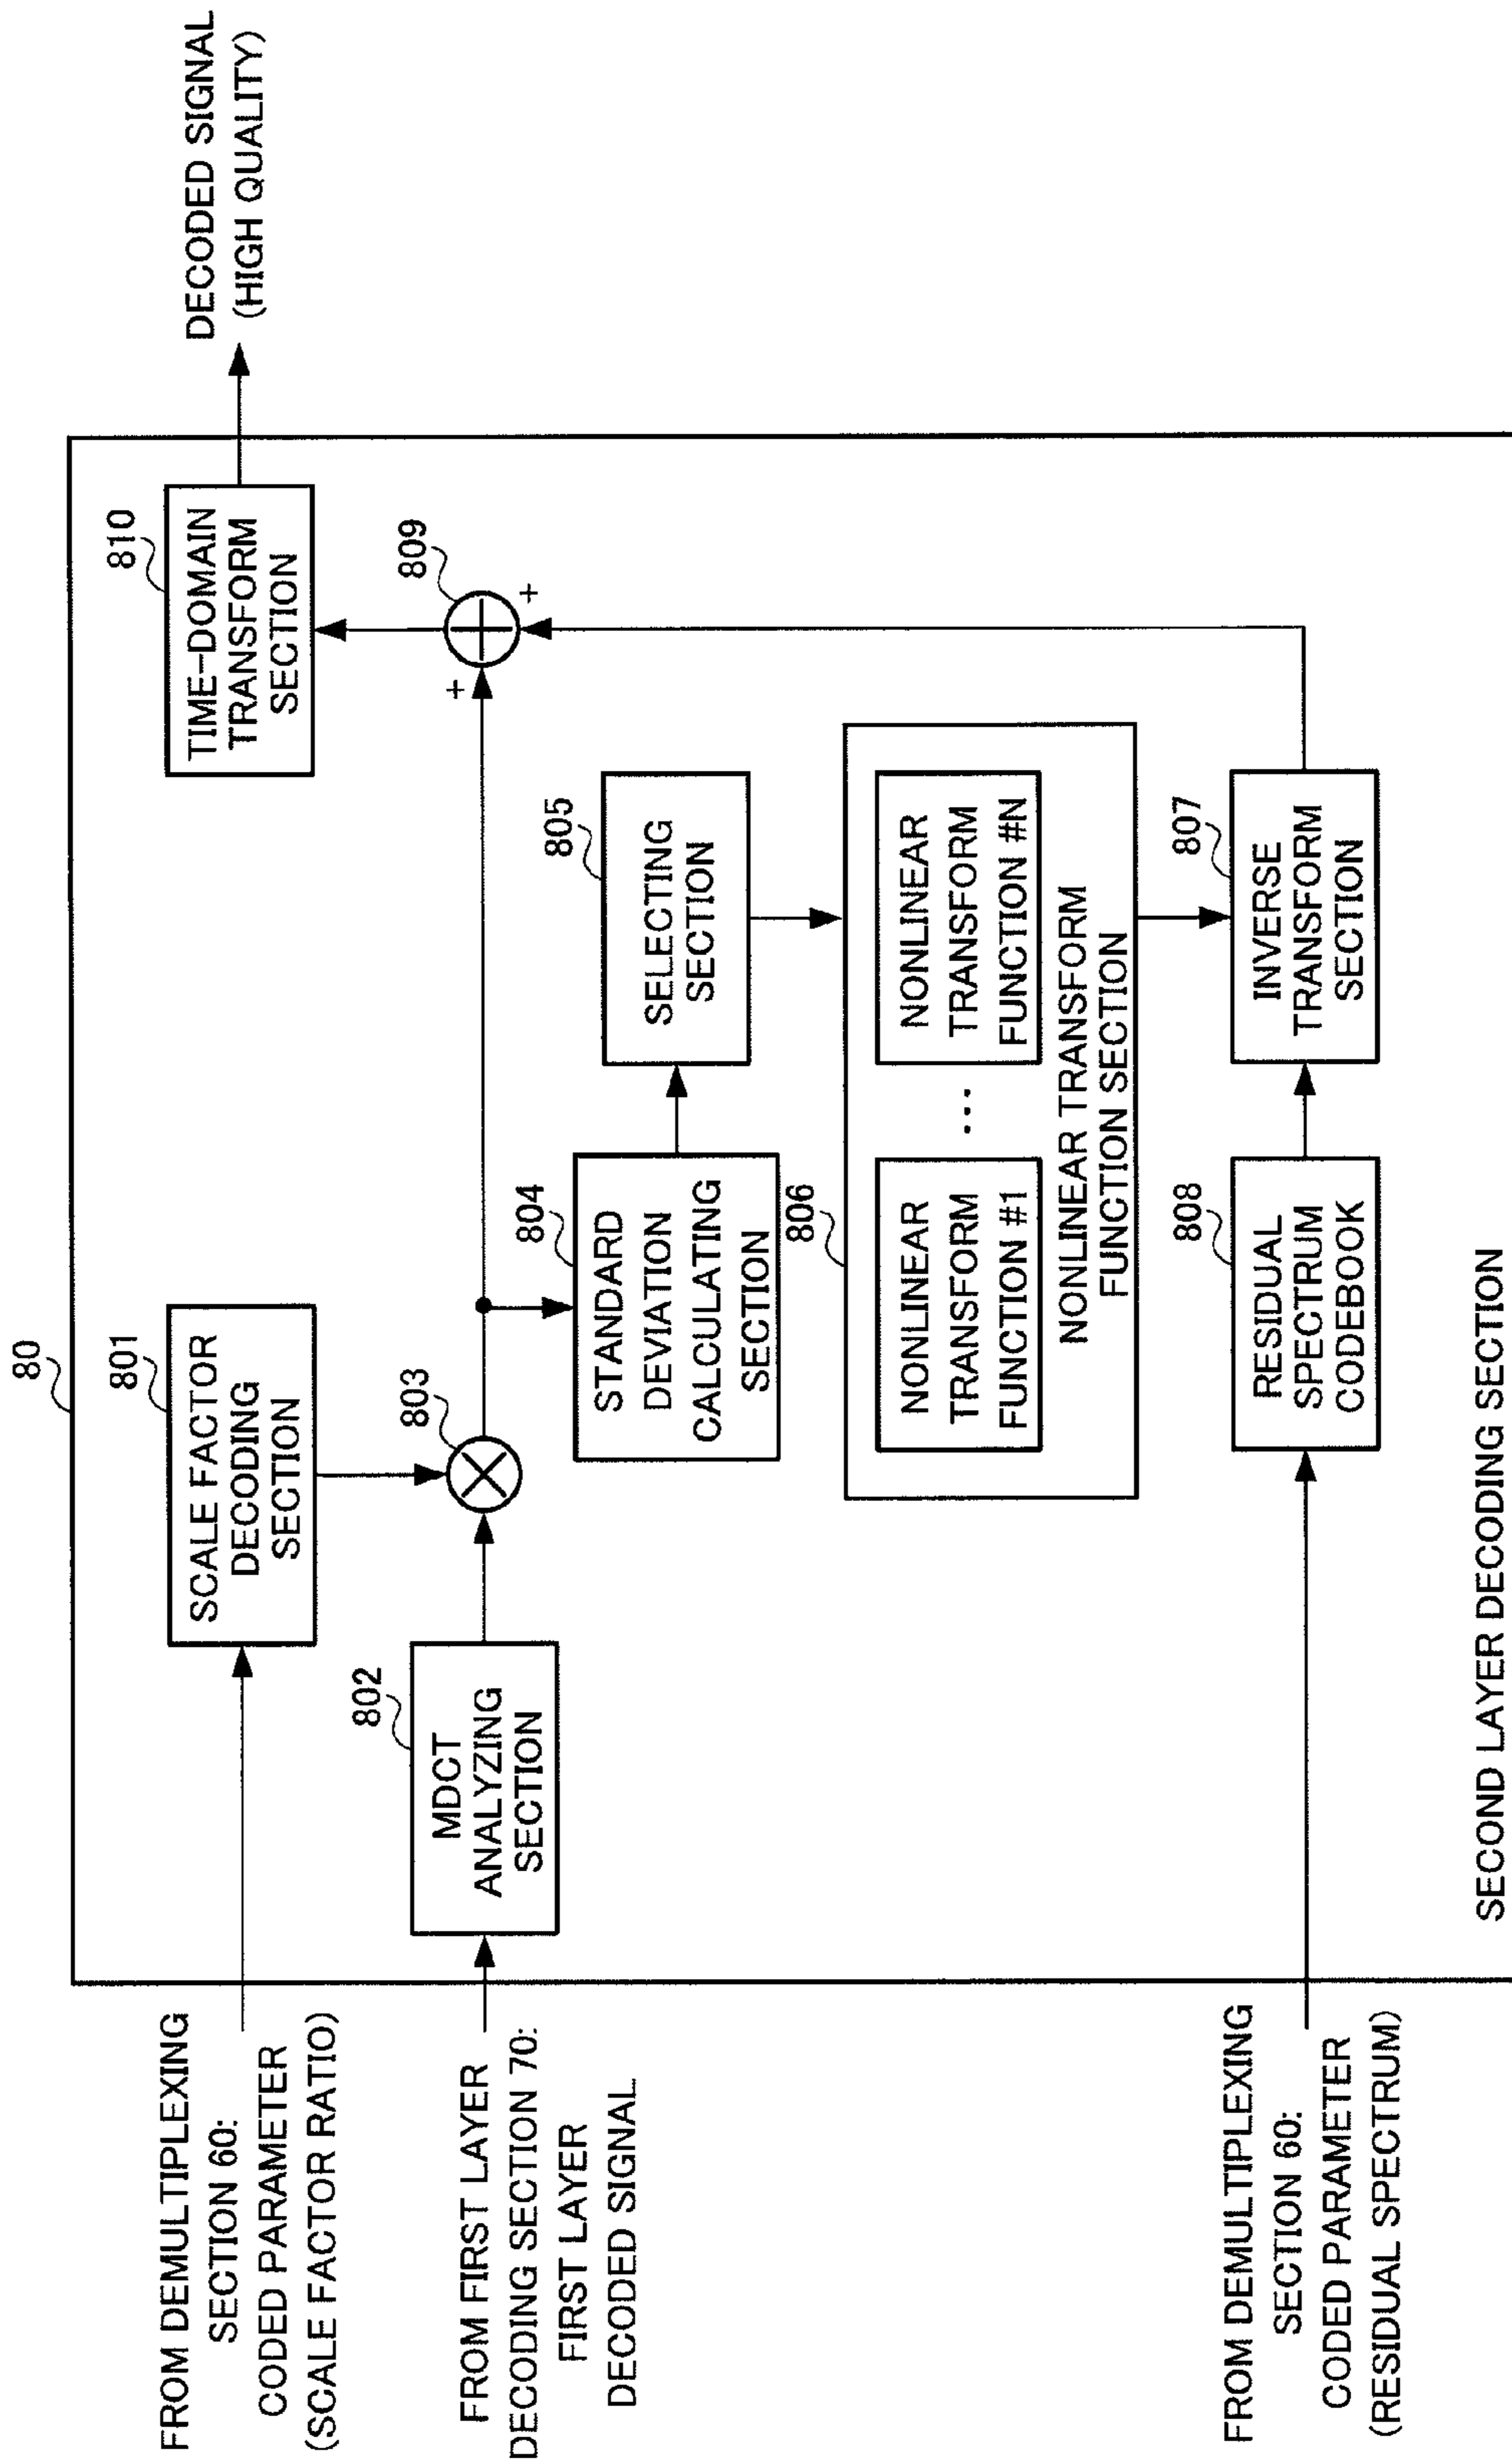 80
FROM DEMULTIPLEXING
SECTION 60:
CODED PARAMETER
(SCALE FACTOR RATIO)
801
SCALE FACTOR
DECODING
SECTION
810
TIME-DOMAIN
TRANSFORM
SECTION
DECODED SIGNAL
(HIGH QUALITY)
FROM FIRST LAYER
DECODING SECTION 70:
FIRST LAYER
DECODED SIGNAL
802
MDCT
ANALYZING
SECTION
803
809
+
+
804
STANDARD
DEVIATION
CALCULATING
SECTION
805
SELECTING
SECTION
806
NONLINEAR
TRANSFORM
FUNCTION #1
...
NONLINEAR
TRANSFORM
FUNCTION #N
NONLINEAR TRANSFORM
FUNCTION SECTION
FROM DEMULTIPLEXING
SECTION 60:
CODED PARAMETER
(RESIDUAL SPECTRUM)
808
RESIDUAL
SPECTRUM
CODEBOOK
807
INVERSE
TRANSFORM
SECTION
SECOND LAYER DECODING SECTION